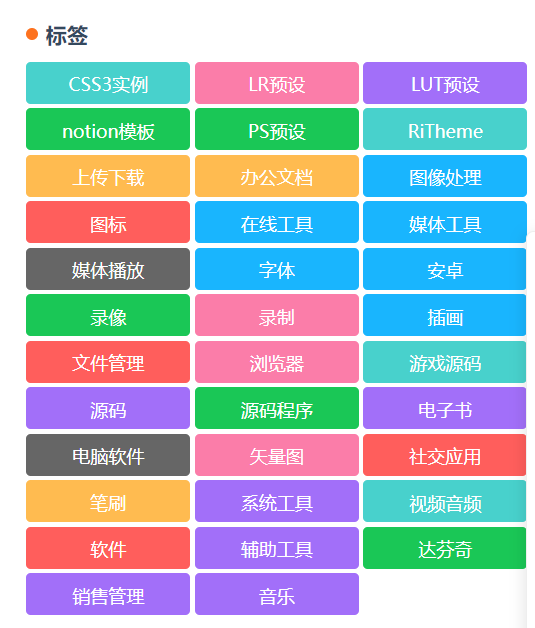 标签
CSS3实例 LR预设 LUT预设
notion模板 PS预设 RiTheme
上传下载 办公文档 图像处理
图标 在线工具 媒体工具
媒体播放 字体 安卓
录像 录制 插画
文件管理 浏览器 游戏源码
源码 源码程序 电子书
电脑软件 矢量图 社交应用
笔刷 系统工具 视频音频
软件 辅助工具 达芬奇
销售管理 音乐